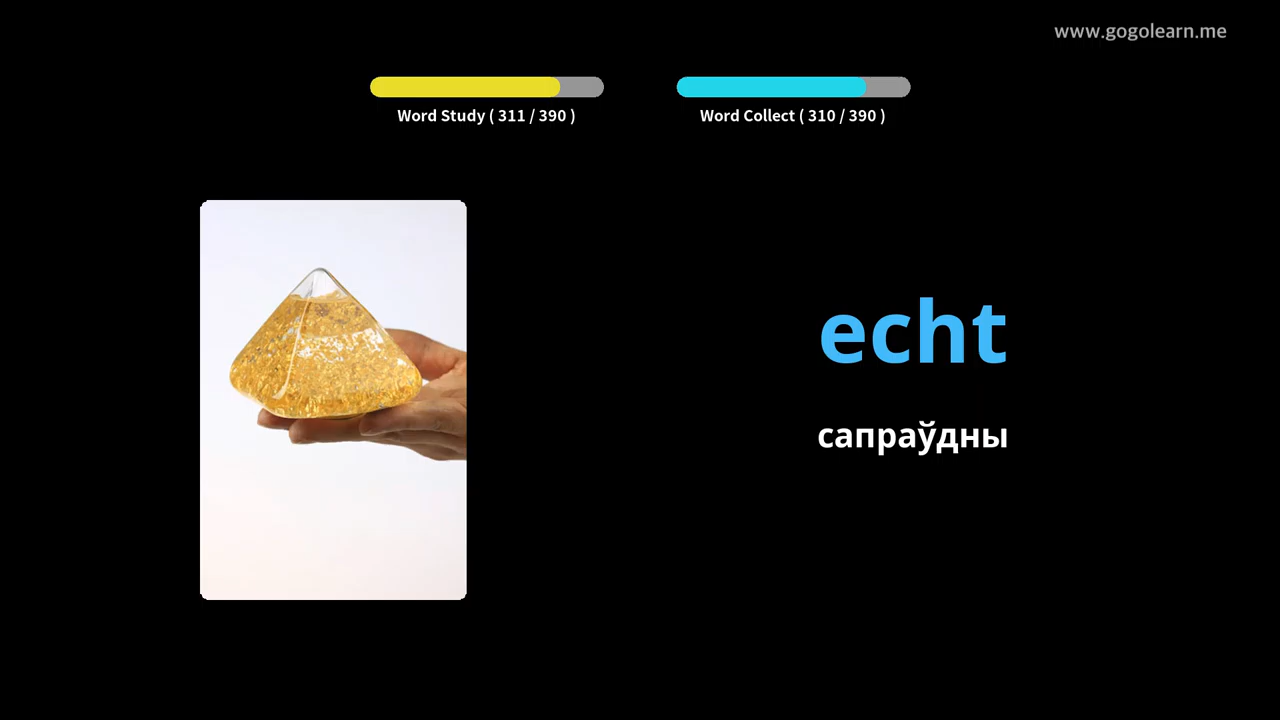 www.gogolearn.me
Word Study ( 311 / 390 )
Word Collect ( 310 / 390 )
echt
сапраўдны